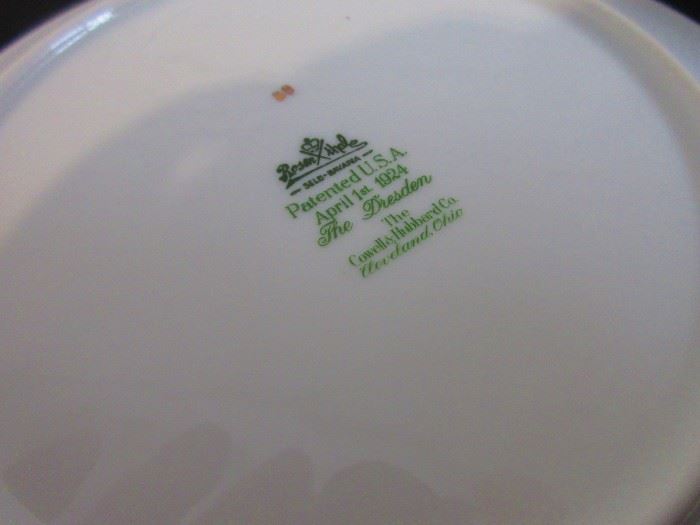 Rosenthal
SELB-BAVARIA
Patented U.S.A.
April 1st 1924
The Dresden
The
Cowell & Hubbard Co.
Cleveland, Ohio